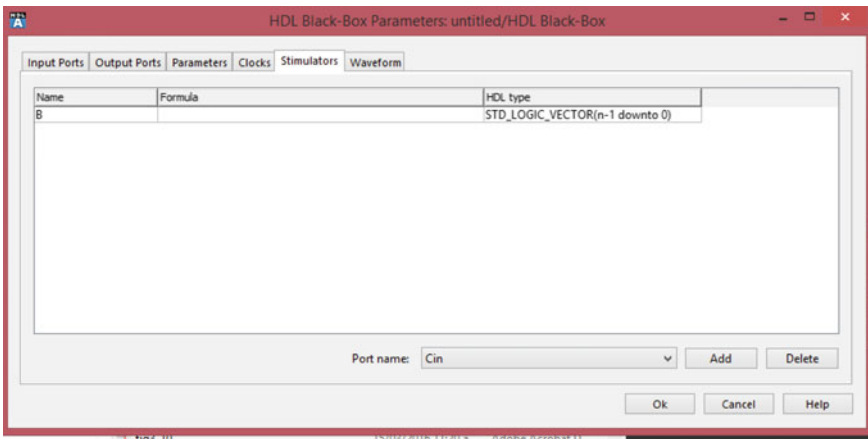 HDL
A
HDL Black-Box Parameters: untitled/HDL Black-Box
Input Ports Output Ports Parameters Clocks Stimulators Waveform
Name Formula HDL type
B STD_LOGIC_VECTOR(n-1 downto 0)
Port name: Cin Add Delete
Ok Cancel Help